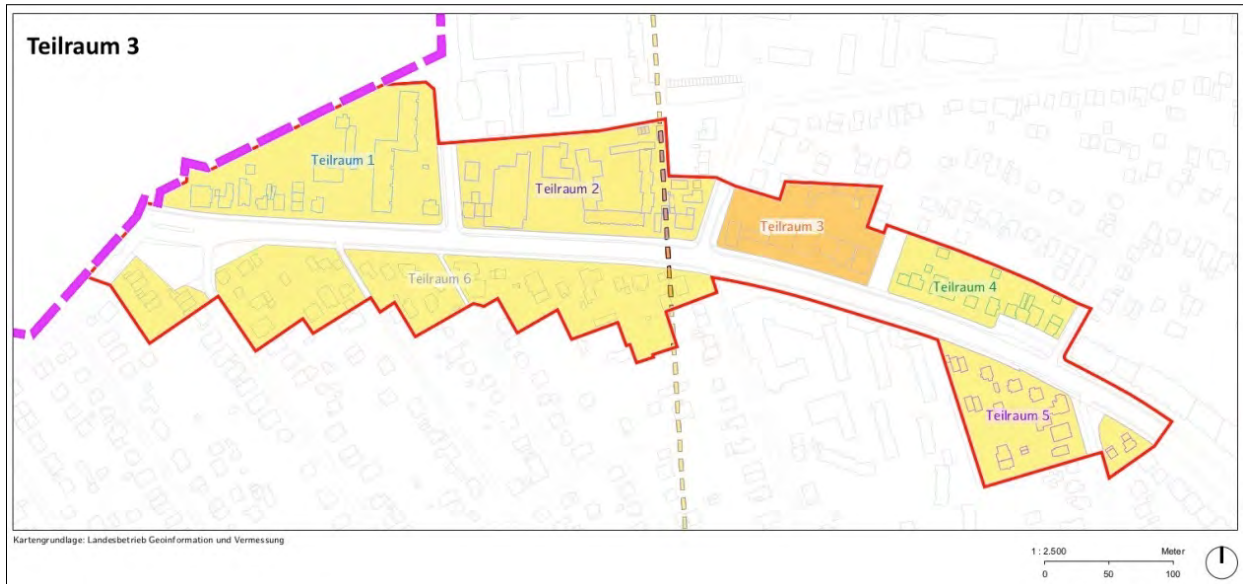 Teilraum 3
Teilraum 1
Teilraum 2
Teilraum 3
Teilraum 6
Teilraum 4
Teilraum 5
Kartengrundlage: Landesbetrieb Geoinformation und Vermessung
1 : 2.500 Meter
0 50 100